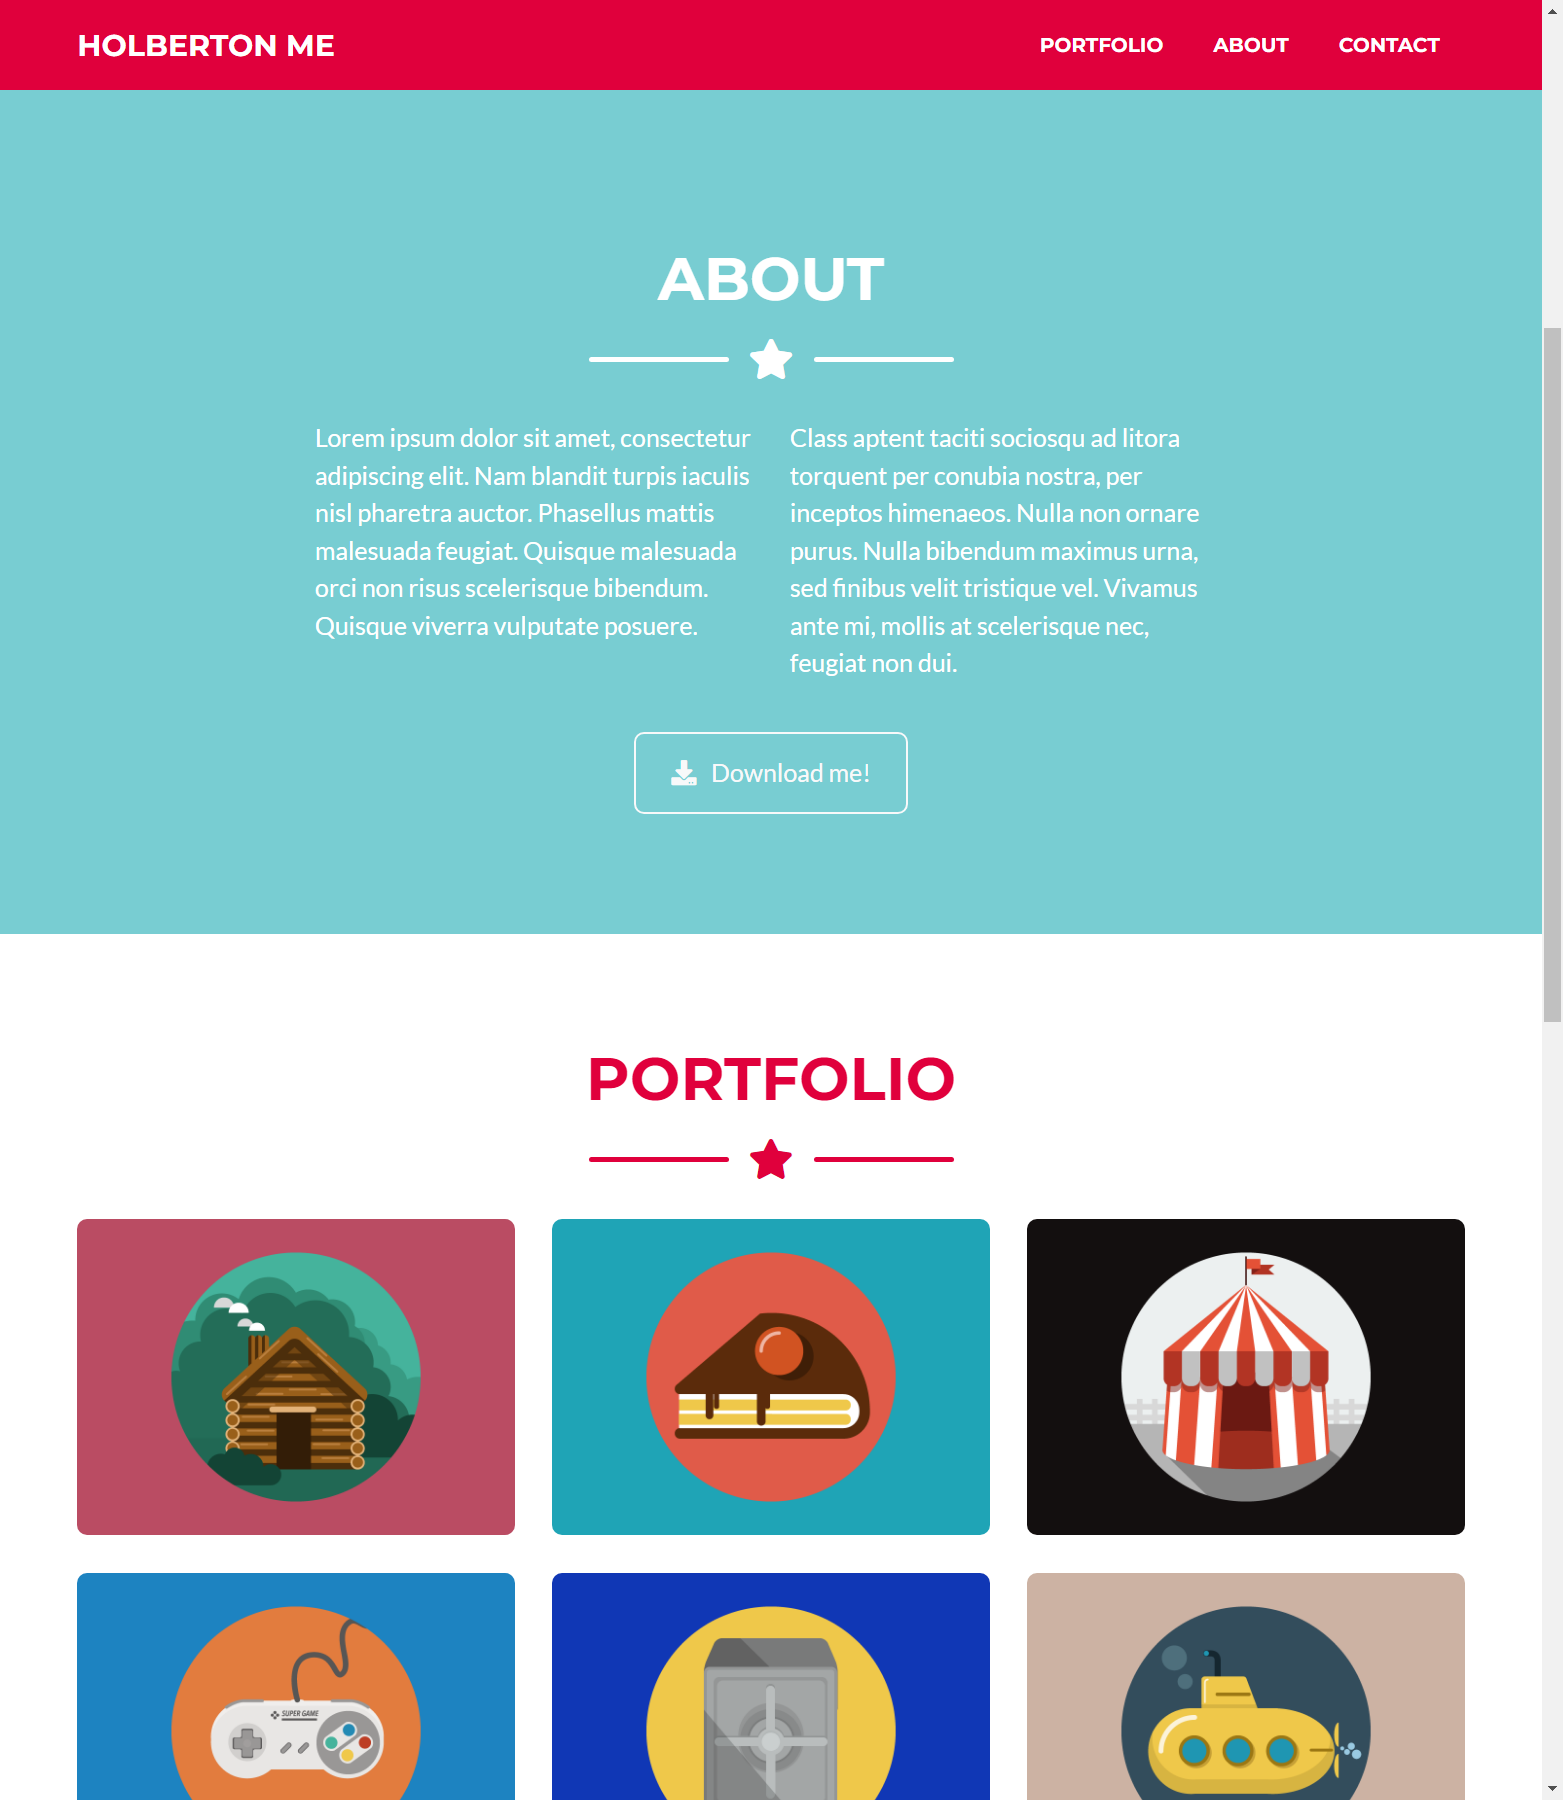 HOLBERTON ME
PORTFOLIO ABOUT CONTACT
ABOUT
Lorem ipsum dolor sit amet, consectetur
adipiscing elit. Nam blandit turpis iaculis
nisl pharetra auctor. Phasellus mattis
malesuada feugiat. Quisque malesuada
orci non risus scelerisque bibendum.
Quisque viverra vulputate posuere.
Class aptent taciti sociosqu ad litora
torquent per conubia nostra, per
inceptos himenaeos. Nulla non ornare
purus. Nulla bibendum maximus urna,
sed finibus velit tristique vel. Vivamus
ante mi, mollis at scelerisque nec,
feugiat non dui.
Download me!
PORTFOLIO
SUPER GAME